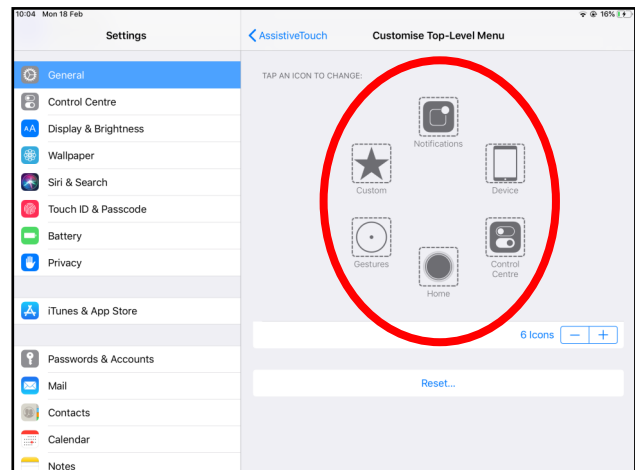 10:04 Mon 18 Feb
16%
Settings
AssistiveTouch
Customise Top-Level Menu
General
Control Centre
AA Display & Brightness
Wallpaper
Siri & Search
Touch ID & Passcode
Battery
Privacy
iTunes & App Store
Passwords & Accounts
Mail
Contacts
Calendar
Notes
TAP AN ICON TO CHANGE:
Notifications
Custom
Device
Gestures
Control
Centre
Home
6 Icons − +
Reset...